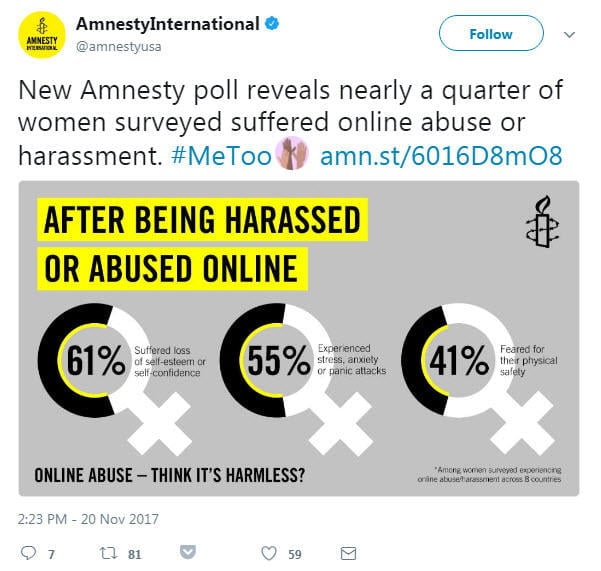 AmnestyInternational
@amnestyusa
Follow
AMNESTY
INTERNATIONAL
New Amnesty poll reveals nearly a quarter of
women surveyed suffered online abuse or
harassment. #MeToo amn.st/6016D8mO8
AFTER BEING HARASSED
OR ABUSED ONLINE
61%
Suffered loss
of self-esteem or
self-confidence
55%
Experienced
stress, anxiety
or panic attacks
41%
Feared for
their physical
safety
ONLINE ABUSE – THINK IT'S HARMLESS?
*Among women surveyed experiencing
online abuse/harassment across 8 countries
2:23 PM - 20 Nov 2017
7
81
59